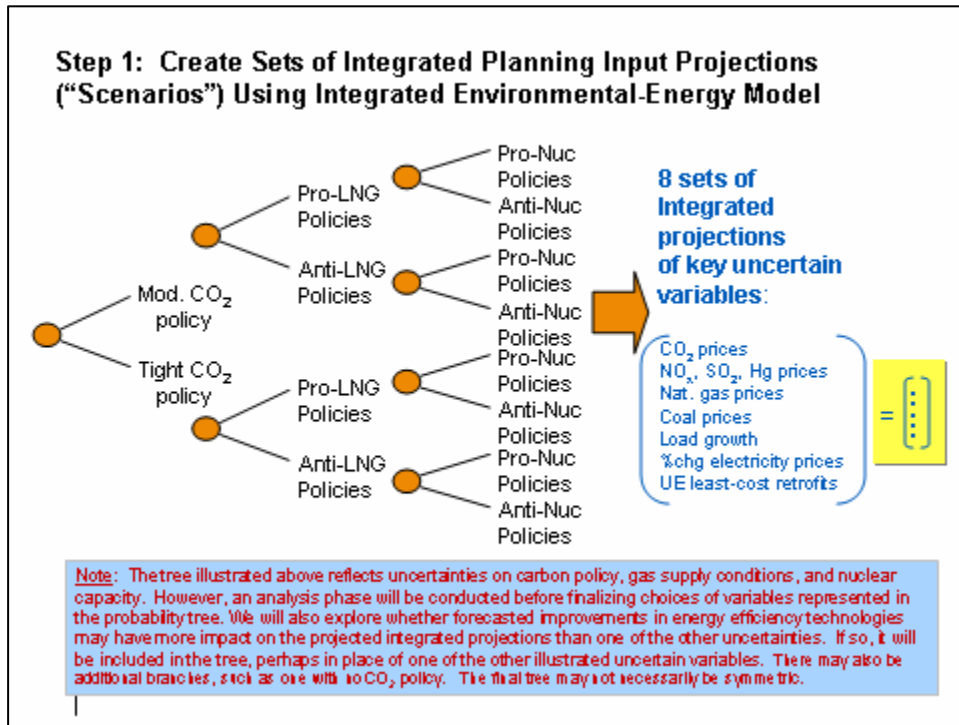 Step 1: Create Sets of Integrated Planning Input Projections
("Scenarios") Using Integrated Environmental-Energy Model
Mod. CO2
policy
Tight CO2
policy
Pro-LNG
Policies
Anti-LNG
Policies
Pro-LNG
Policies
Anti-LNG
Policies
Pro-Nuc
Policies
Anti-Nuc
Policies
Pro-Nuc
Policies
Anti-Nuc
Policies
Pro-Nuc
Policies
Anti-Nuc
Policies
Pro-Nuc
Policies
Anti-Nuc
Policies
8 sets of
Integrated
projections
of key uncertain
variables:
CO2 prices
NOx, SO2, Hg prices
Nat. gas prices
Coal prices
Load growth
%chg electricity prices
UE least-cost retrofits
=
Note: The tree illustrated above reflects uncertainties on carbon policy, gas supply conditions, and nuclear
capacity. However, an analysis phase will be conducted before finalizing choices of variables represented in
the probability tree. We will also explore whether forecasted improvements in energy efficiency technologies
may have more impact on the projected integrated projections than one of the other uncertainties. If so, it will
be included in the tree, perhaps in place of one of the other illustrated uncertain variables. There may also be
additional branches, such as one with no CO2 policy. The final tree may not necessarily be symmetric.